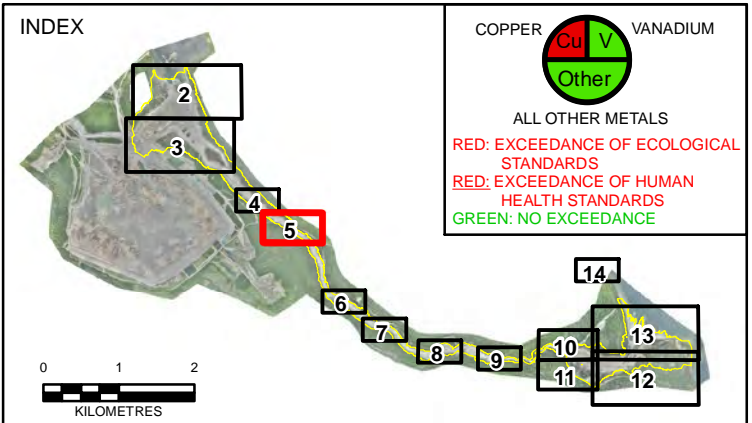 INDEX
COPPER
VANADIUM
Cu
V
Other
ALL OTHER METALS
RED: EXCEEDANCE OF ECOLOGICAL
STANDARDS
RED: EXCEEDANCE OF HUMAN
HEALTH STANDARDS
GREEN: NO EXCEEDANCE
2
3
4
5
6
7
8
9
10
11
12
13
14
0 1 2
KILOMETRES